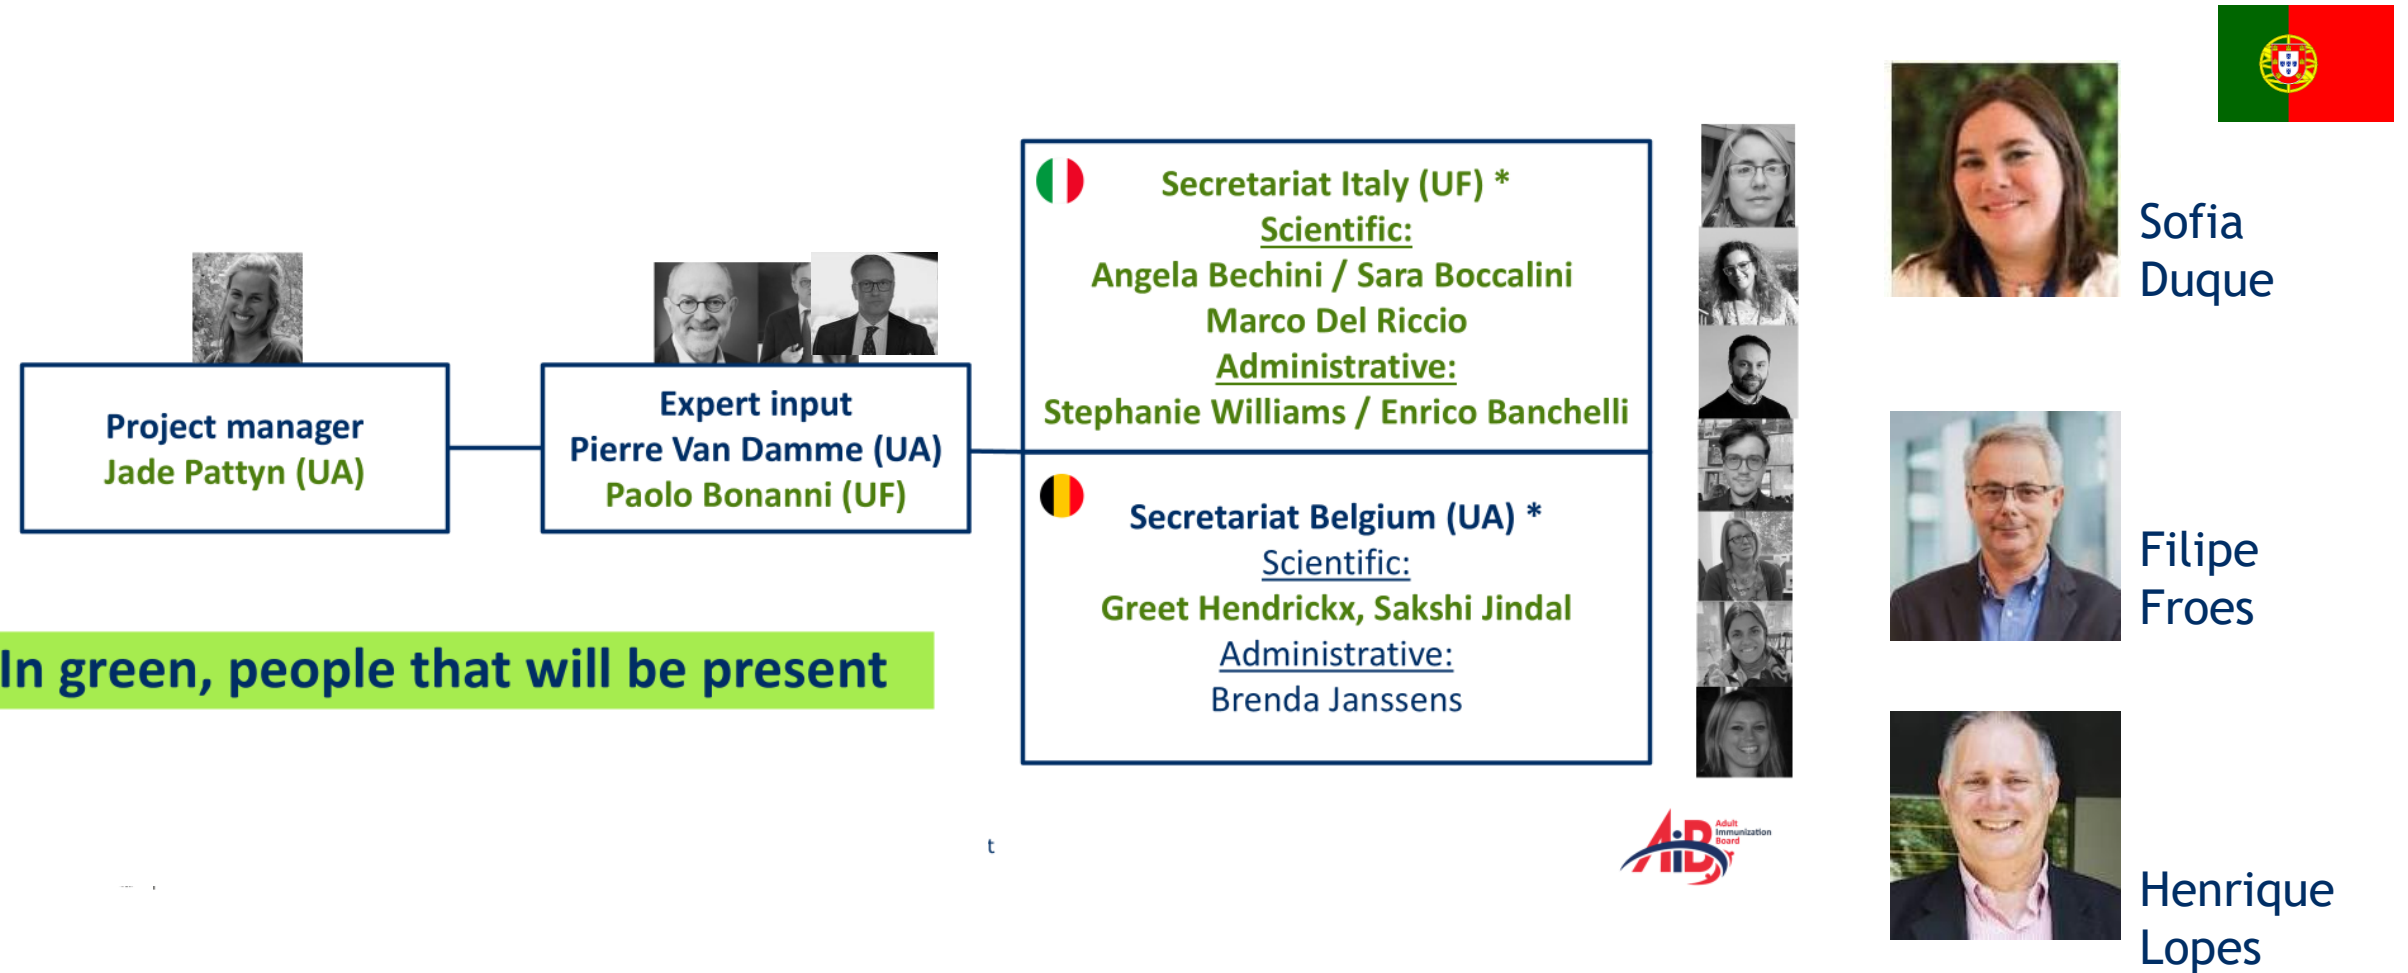 Project manager
Jade Pattyn (UA)
Expert input
Pierre Van Damme (UA)
Paolo Bonanni (UF)
Secretariat Italy (UF) *
Scientific:
Angela Bechini / Sara Boccalini
Marco Del Riccio
Administrative:
Stephanie Williams / Enrico Banchelli
Secretariat Belgium (UA) *
Scientific:
Greet Hendrickx, Sakshi Jindal
Administrative:
Brenda Janssens
In green, people that will be present
t
AiB
Adult
Immunization
Board
Sofia
Duque
Filipe
Froes
Henrique
Lopes